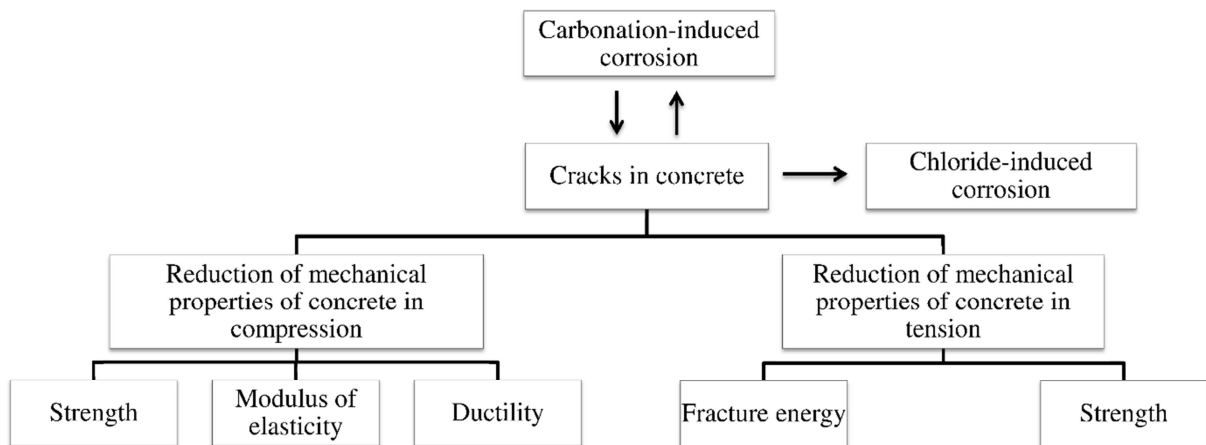 Carbonation-induced
corrosion
Cracks in concrete
Chloride-induced
corrosion
Reduction of mechanical
properties of concrete in
compression
Reduction of mechanical
properties of concrete in
tension
Strength
Modulus of
elasticity
Ductility
Fracture energy
Strength